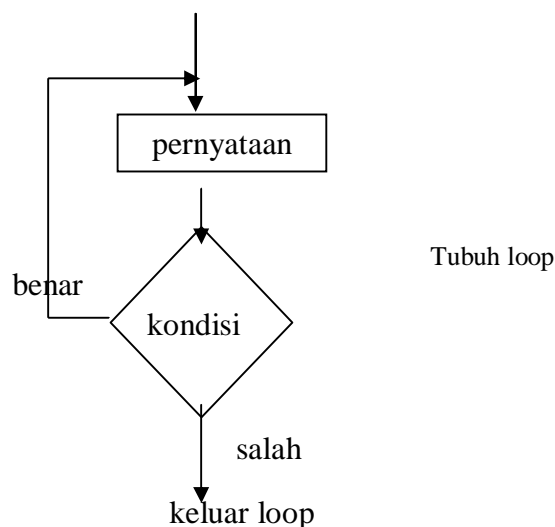 pernyataan
Tubuh loop
benar
kondisi
salah
keluar loop